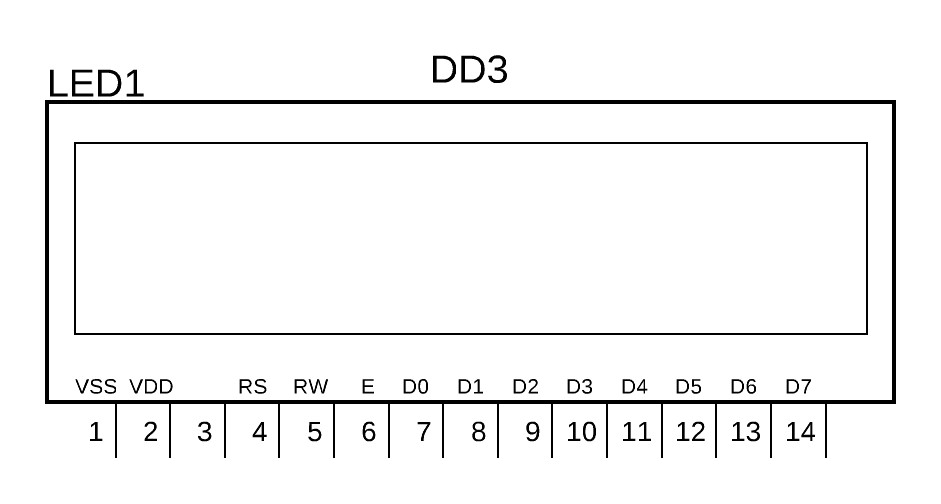 DD3
LED1
VSS VDD RS RW E D0 D1 D2 D3 D4 D5 D6 D7
1 2 3 4 5 6 7 8 9 10 11 12 13 14